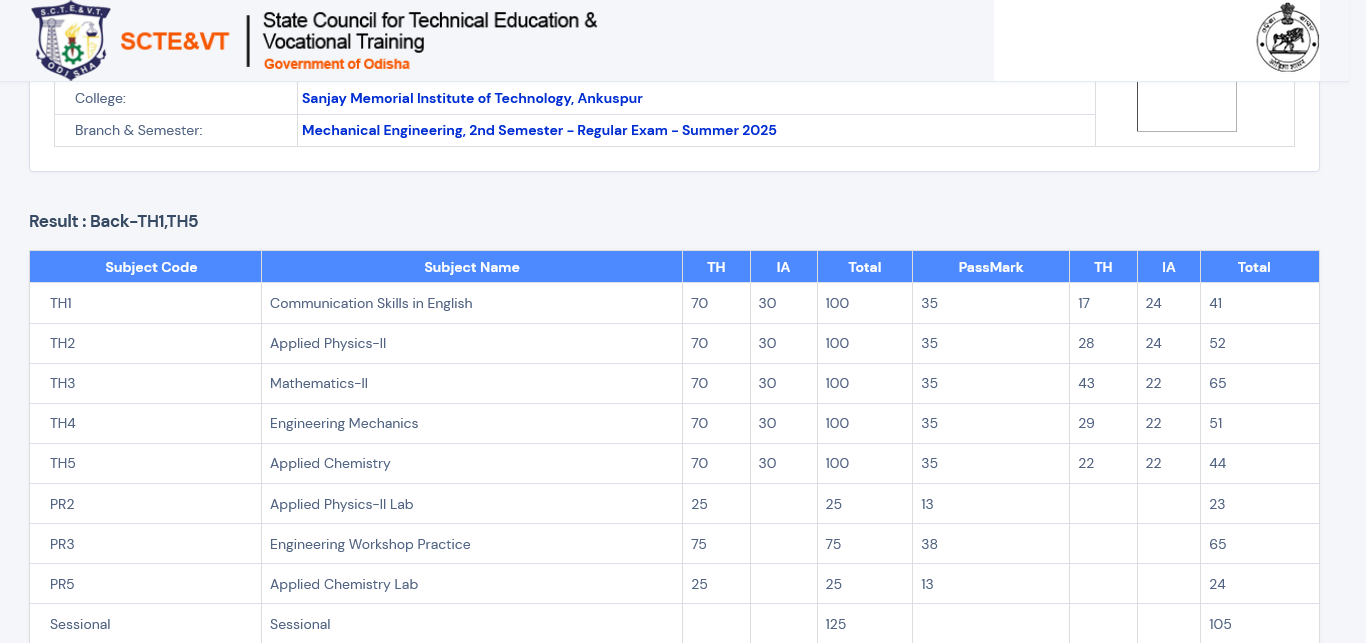 S.C.T.E.&V.T.
ODISHA
SCTE&VT
State Council for Technical Education &
Vocational Training
Government of Odisha
College: Sanjay Memorial Institute of Technology, Ankuspur
Branch & Semester: Mechanical Engineering, 2nd Semester - Regular Exam - Summer 2025
Result : Back-TH1,TH5
Subject Code Subject Name TH IA Total PassMark TH IA Total
TH1 Communication Skills in English 70 30 100 35 17 24 41
TH2 Applied Physics-II 70 30 100 35 28 24 52
TH3 Mathematics-II 70 30 100 35 43 22 65
TH4 Engineering Mechanics 70 30 100 35 29 22 51
TH5 Applied Chemistry 70 30 100 35 22 22 44
PR2 Applied Physics-II Lab 25 25 13 23
PR3 Engineering Workshop Practice 75 75 38 65
PR5 Applied Chemistry Lab 25 25 13 24
Sessional Sessional 125 105